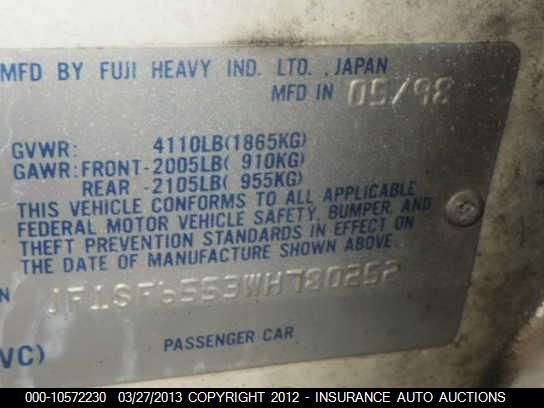 MFD BY FUJI HEAVY IND. LTD., JAPAN
MFD IN 05/98
GVWR: 4110LB(1865KG)
GAWR:FRONT-2005LB( 910KG)
REAR -2105LB( 955KG)
THIS VEHICLE CONFORMS TO ALL APPLICABLE
FEDERAL MOTOR VEHICLE SAFETY, BUMPER, AND
THEFT PREVENTION STANDARDS IN EFFECT ON
THE DATE OF MANUFACTURE SHOWN ABOVE.
N JF1SF6553WH780252
PASSENGER CAR
VC)
000-10572230 03/27/2013 COPYRIGHT 2012 - INSURANCE AUTO AUCTIONS